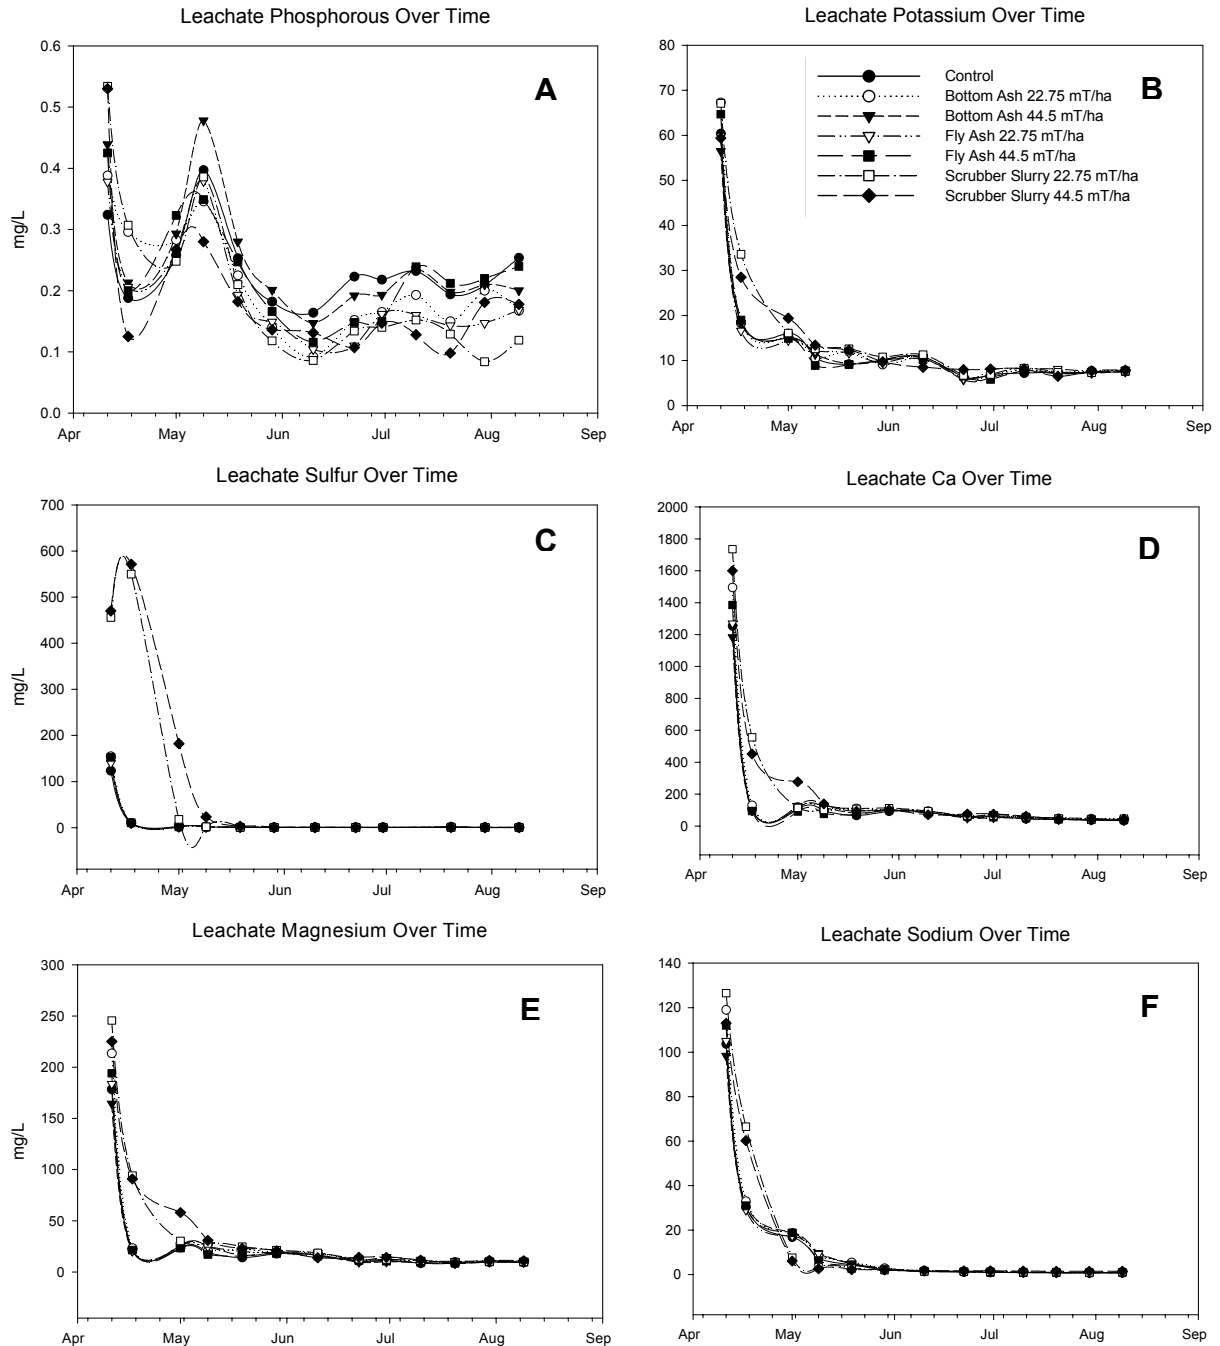 Leachate Phosphorous Over Time
0.6
0.5
0.4
0.3
0.2
0.1
0.0
mg/L
A
Apr May Jun Jul Aug Sep
Leachate Potassium Over Time
80
70
60
50
40
30
20
10
0
B
Control
Bottom Ash 22.75 mT/ha
Bottom Ash 44.5 mT/ha
Fly Ash 22.75 mT/ha
Fly Ash 44.5 mT/ha
Scrubber Slurry 22.75 mT/ha
Scrubber Slurry 44.5 mT/ha
Apr May Jun Jul Aug Sep
Leachate Sulfur Over Time
700
600
500
400
300
200
100
0
mg/L
C
Apr May Jun Jul Aug Sep
Leachate Ca Over Time
2000
1800
1600
1400
1200
1000
800
600
400
200
0
D
Apr May Jun Jul Aug Sep
Leachate Magnesium Over Time
300
250
200
150
100
50
0
mg/L
E
Apr May Jun Jul Aug Sep
Leachate Sodium Over Time
140
120
100
80
60
40
20
0
F
Apr May Jun Jul Aug Sep